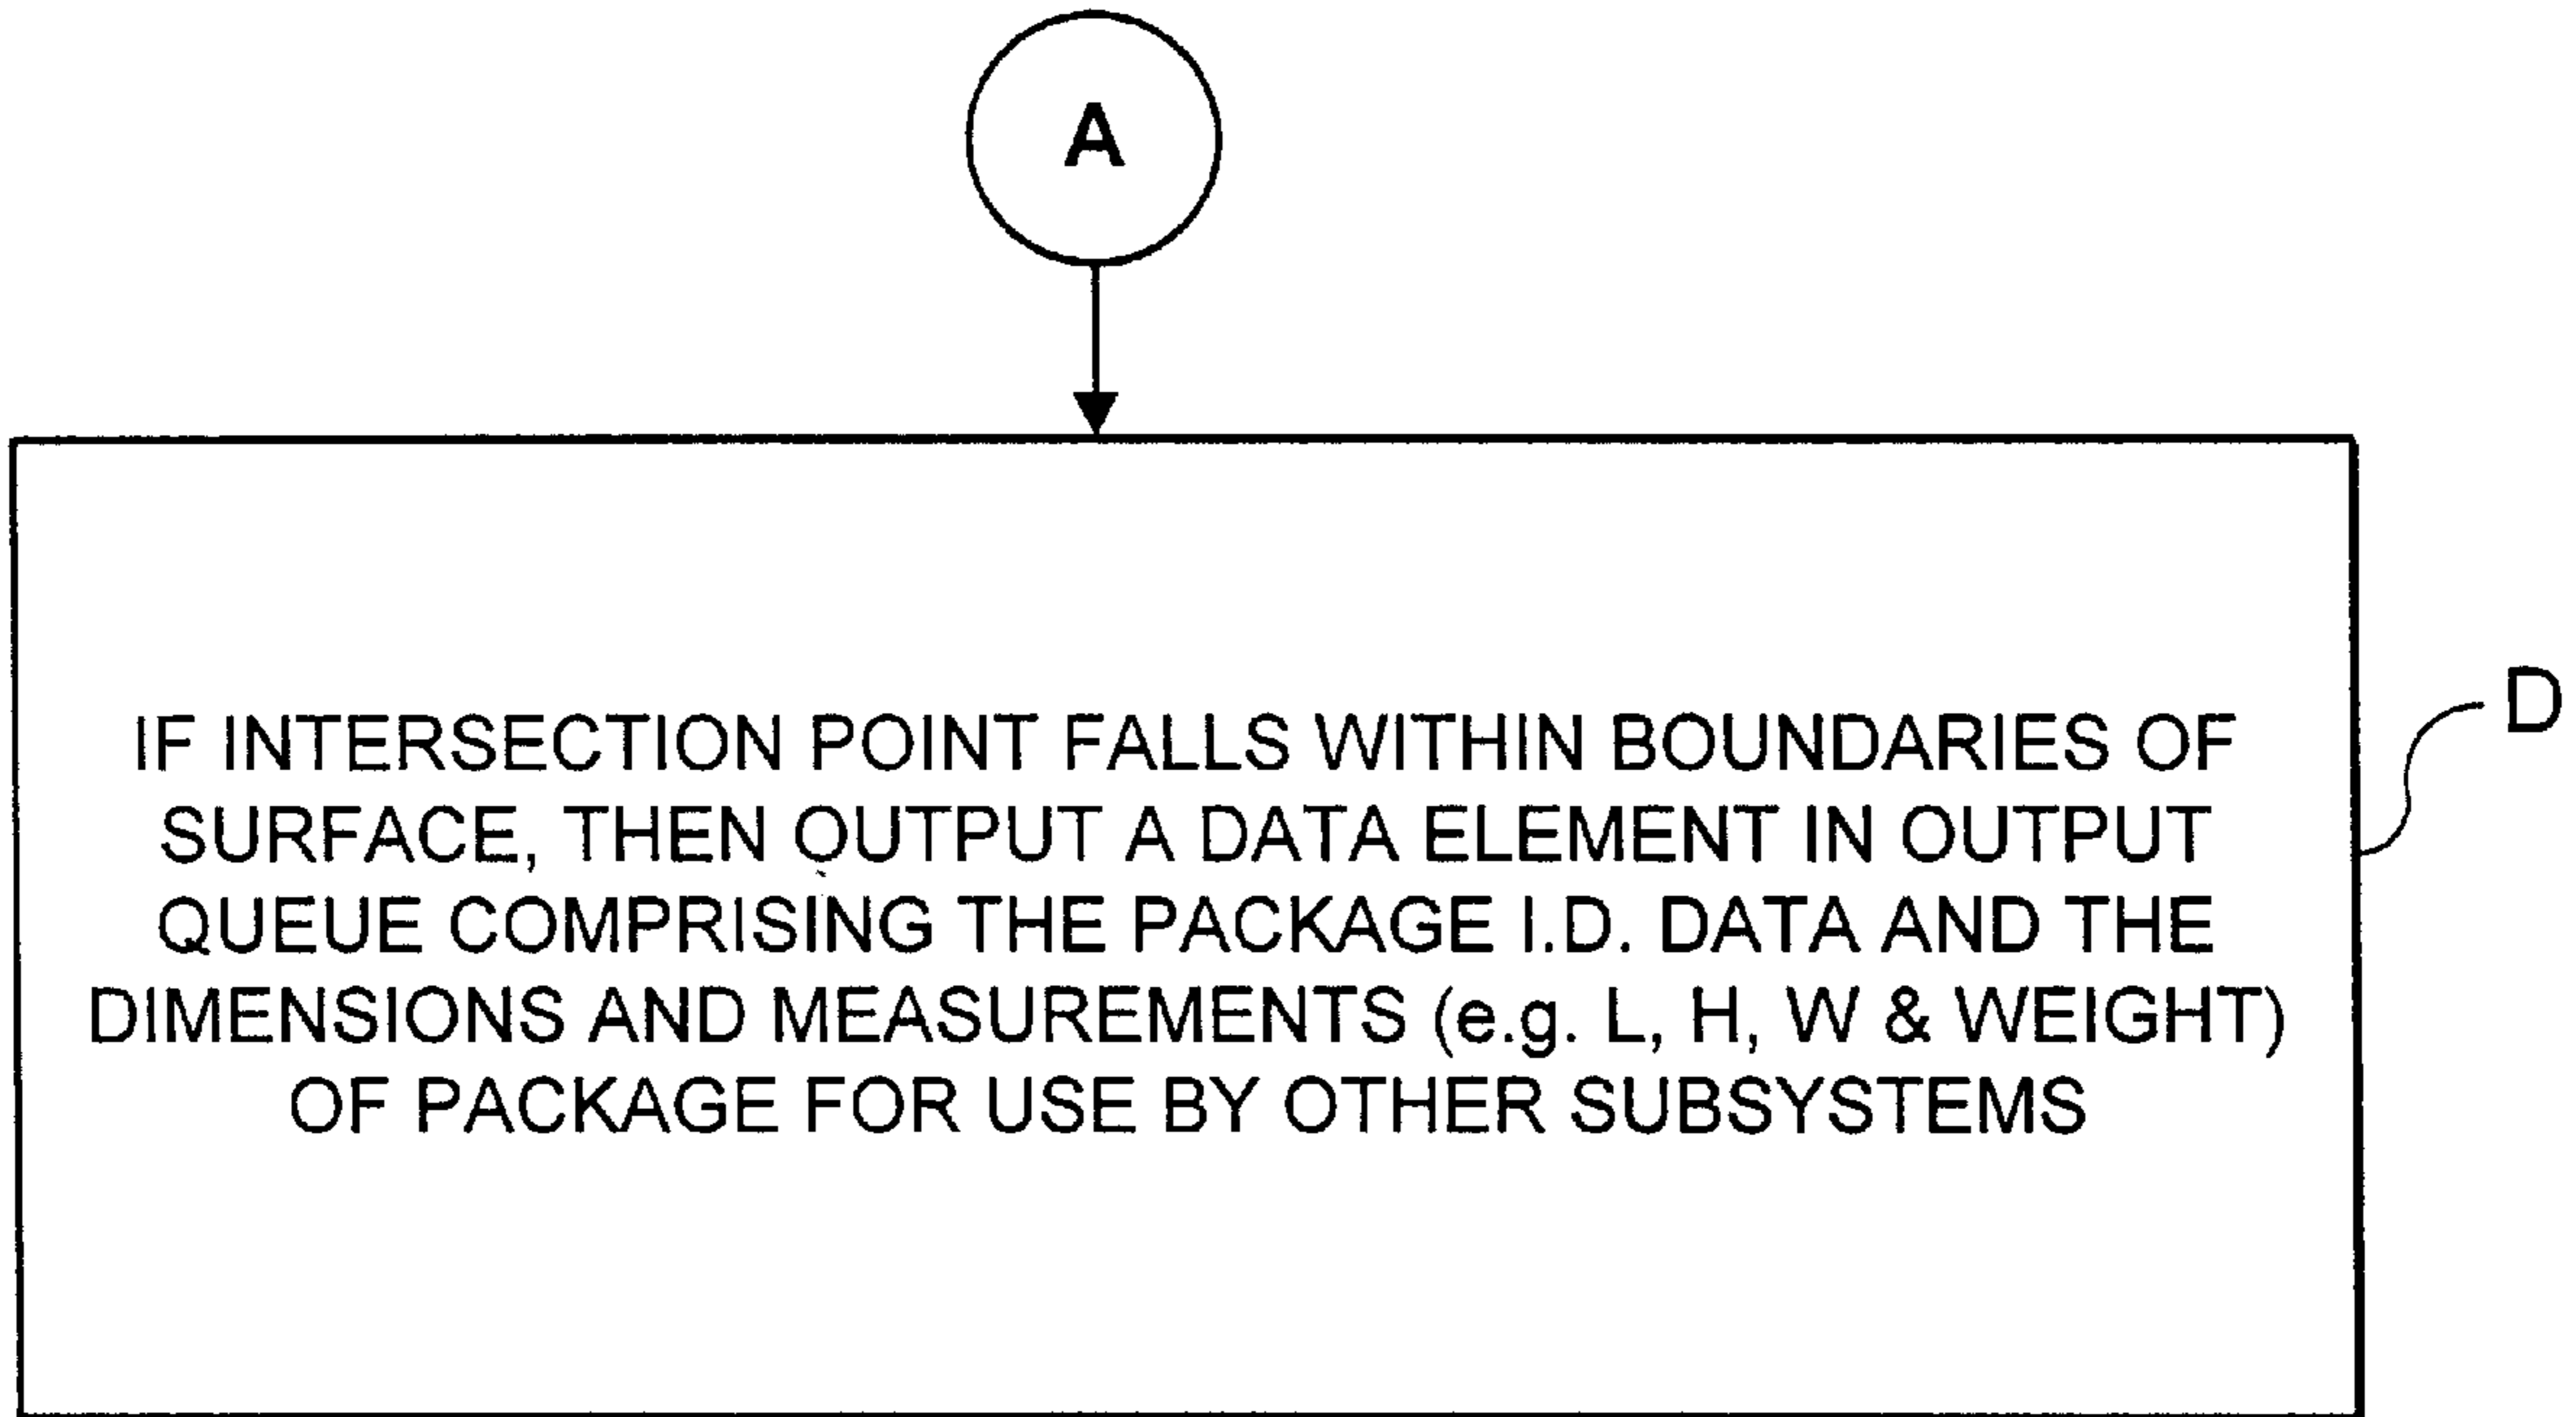 A
IF INTERSECTION POINT FALLS WITHIN BOUNDARIES OF
SURFACE, THEN OUTPUT A DATA ELEMENT IN OUTPUT
QUEUE COMPRISING THE PACKAGE I.D. DATA AND THE
DIMENSIONS AND MEASUREMENTS (e.g. L, H, W & WEIGHT)
OF PACKAGE FOR USE BY OTHER SUBSYSTEMS
D